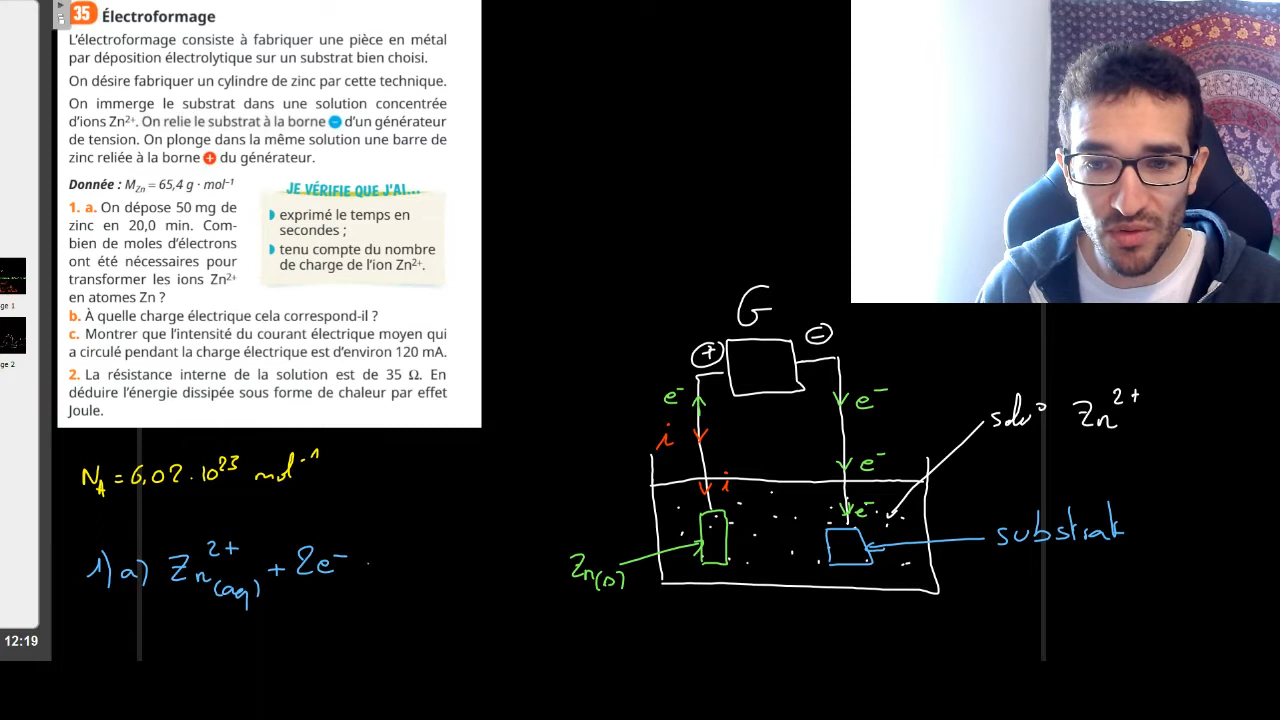 35 Électroformage
L'électroformage consiste à fabriquer une pièce en métal
par déposition électrolytique sur un substrat bien choisi.
On désire fabriquer un cylindre de zinc par cette technique.
On immerge le substrat dans une solution concentrée
d'ions Zn²⁺. On relie le substrat à la borne − d'un générateur
de tension. On plonge dans la même solution une barre de
zinc reliée à la borne + du générateur.
Donnée : M_Zn = 65,4 g · mol⁻¹
1. a. On dépose 50 mg de
zinc en 20,0 min. Com-
bien de moles d'électrons
ont été nécessaires pour
transformer les ions Zn²⁺
en atomes Zn ?
JE VÉRIFIE QUE J'AI...
exprimé le temps en
secondes ;
tenu compte du nombre
de charge de l'ion Zn²⁺.
b. À quelle charge électrique cela correspond-il ?
c. Montrer que l'intensité du courant électrique moyen qui
a circulé pendant la charge électrique est d'environ 120 mA.
2. La résistance interne de la solution est de 35 Ω. En
déduire l'énergie dissipée sous forme de chaleur par effet
Joule.
N_A = 6,02 · 10²³ mol⁻¹
1) a) Zn²⁺(aq) + 2e⁻
G
+ −
e⁻ e⁻
i
e⁻
i
e⁻
solu° Zn²⁺
substrat
Zn(s)
ge 1
ge 2
12:19